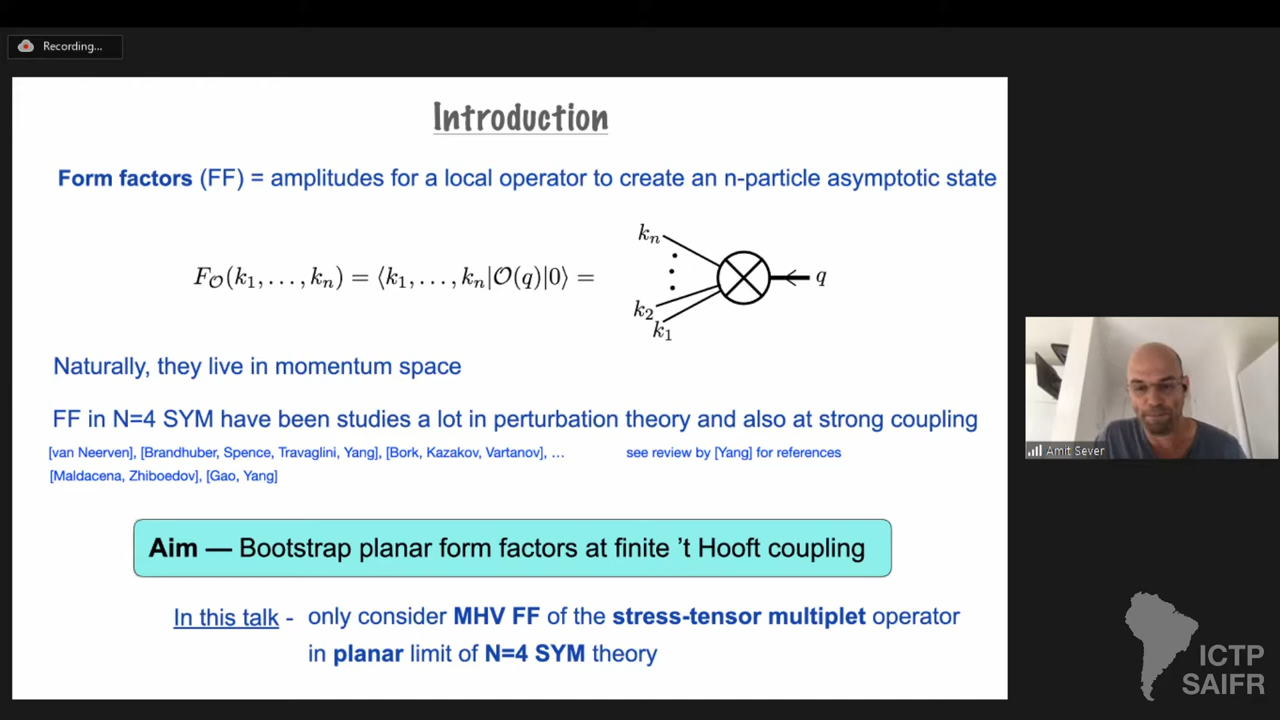 Recording...
Introduction
Form factors (FF) = amplitudes for a local operator to create an n-particle asymptotic state
F_𝒪(k₁, . . . , kₙ) = ⟨k₁, . . . , kₙ|𝒪(q)|0⟩ =
kₙ
q
k₂
k₁
Naturally, they live in momentum space
FF in N=4 SYM have been studies a lot in perturbation theory and also at strong coupling
[van Neerven], [Brandhuber, Spence, Travaglini, Yang], [Bork, Kazakov, Vartanov], … see review by [Yang] for references
[Maldacena, Zhiboedov], [Gao, Yang]
Amit Sever
Aim — Bootstrap planar form factors at finite ’t Hooft coupling
In this talk - only consider MHV FF of the stress-tensor multiplet operator
in planar limit of N=4 SYM theory
ICTP
SAIFR